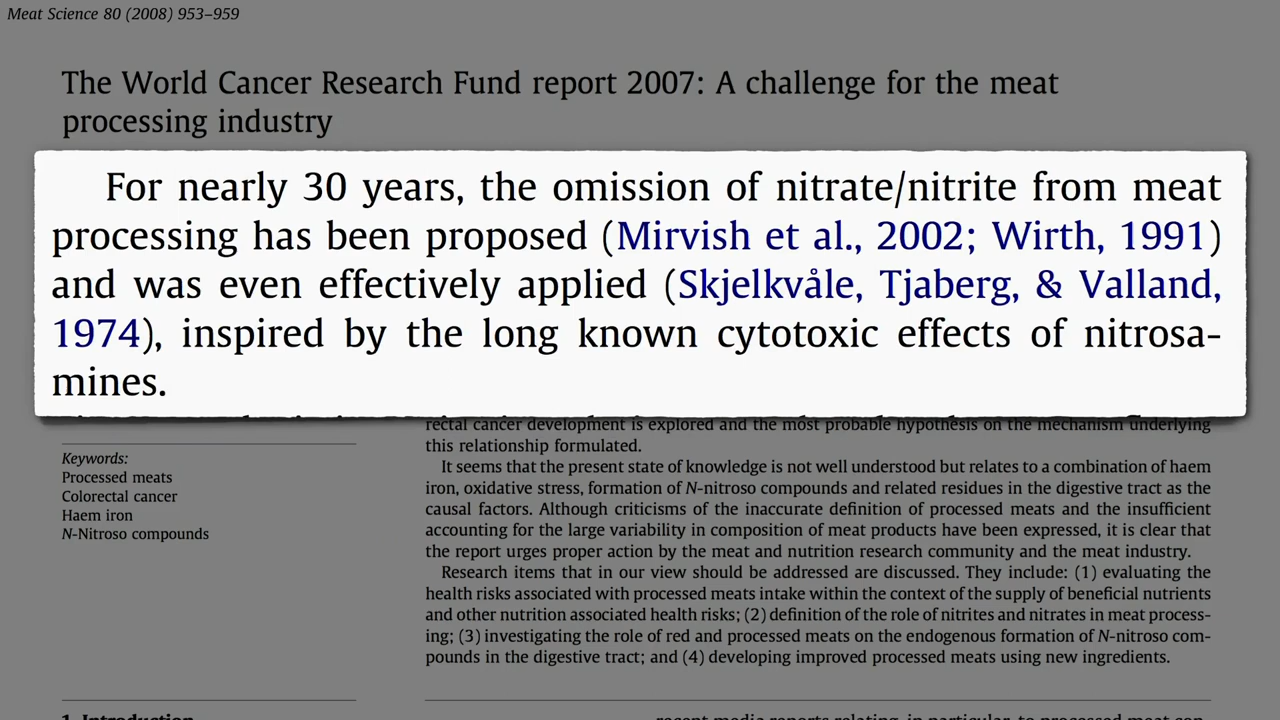 Meat Science 80 (2008) 953–959
The World Cancer Research Fund report 2007: A challenge for the meat
processing industry
For nearly 30 years, the omission of nitrate/nitrite from meat
processing has been proposed (Mirvish et al., 2002; Wirth, 1991)
and was even effectively applied (Skjelkvåle, Tjaberg, & Valland,
1974), inspired by the long known cytotoxic effects of nitrosa-
mines.
rectal cancer development is explored and the most probable hypothesis on the mechanism underlying
this relationship formulated.
Keywords:
Processed meats
Colorectal cancer
Haem iron
N-Nitroso compounds
It seems that the present state of knowledge is not well understood but relates to a combination of haem
iron, oxidative stress, formation of N-nitroso compounds and related residues in the digestive tract as the
causal factors. Although criticisms of the inaccurate definition of processed meats and the insufficient
accounting for the large variability in composition of meat products have been expressed, it is clear that
the report urges proper action by the meat and nutrition research community and the meat industry.
Research items that in our view should be addressed are discussed. They include: (1) evaluating the
health risks associated with processed meats intake within the context of the supply of beneficial nutrients
and other nutrition associated health risks; (2) definition of the role of nitrites and nitrates in meat process-
ing; (3) investigating the role of red and processed meats on the endogenous formation of N-nitroso com-
pounds in the digestive tract; and (4) developing improved processed meats using new ingredients.
1. Introduction
recent media reports relating, in particular, to processed meat con-